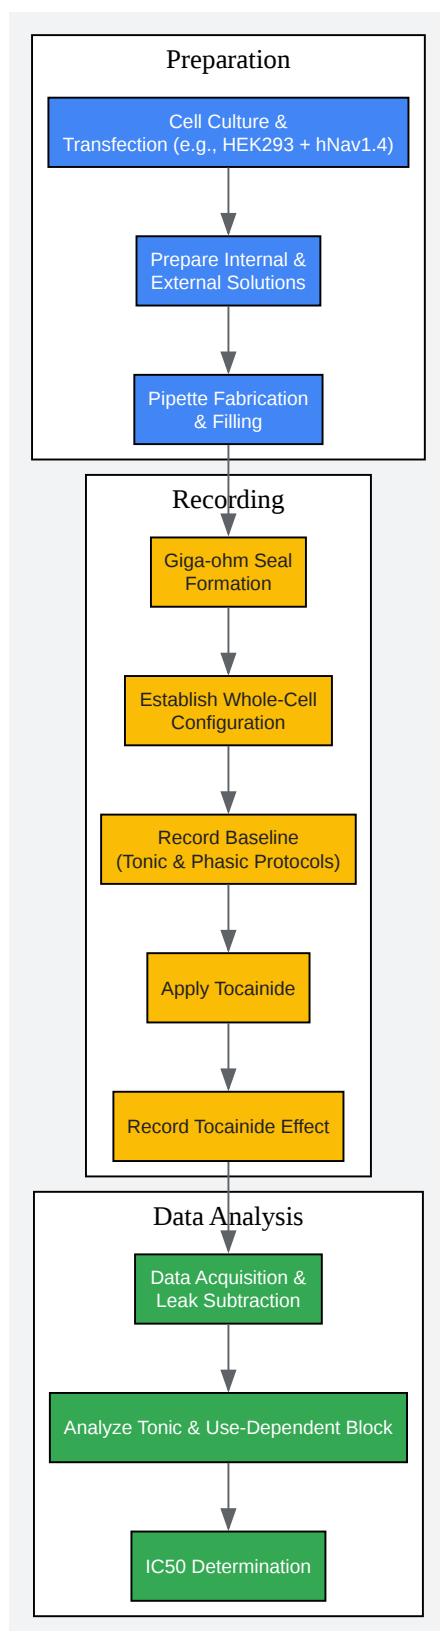 Preparation
Cell Culture &
Transfection (e.g., HEK293 + hNav1.4)
Prepare Internal &
External Solutions
Pipette Fabrication
& Filling
Recording
Giga-ohm Seal
Formation
Establish Whole-Cell
Configuration
Record Baseline
(Tonic & Phasic Protocols)
Apply Tocainide
Record Tocainide Effect
Data Analysis
Data Acquisition &
Leak Subtraction
Analyze Tonic & Use-Dependent Block
IC50 Determination